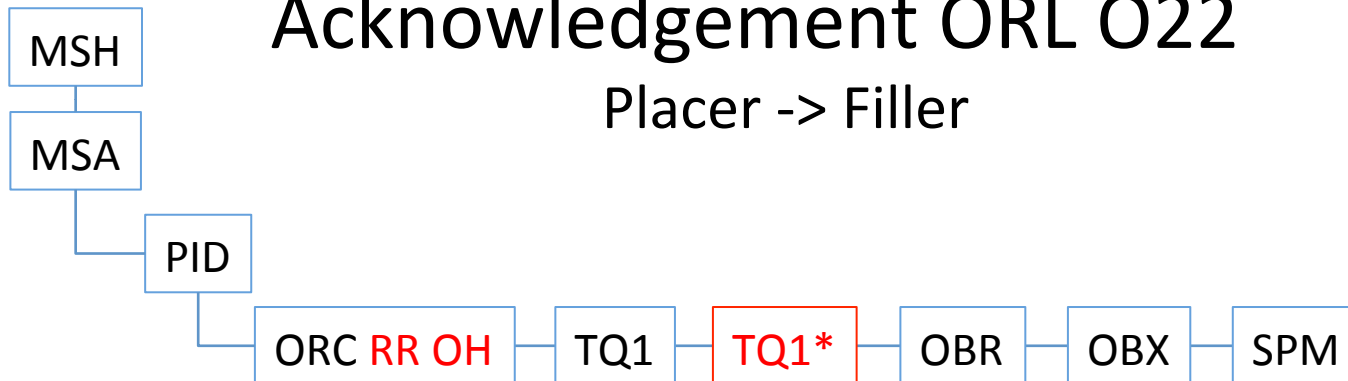 Acknowledgement ORL O22
Placer -> Filler
MSH
MSA
PID
ORC RR OH
TQ1
TQ1*
OBR
OBX
SPM